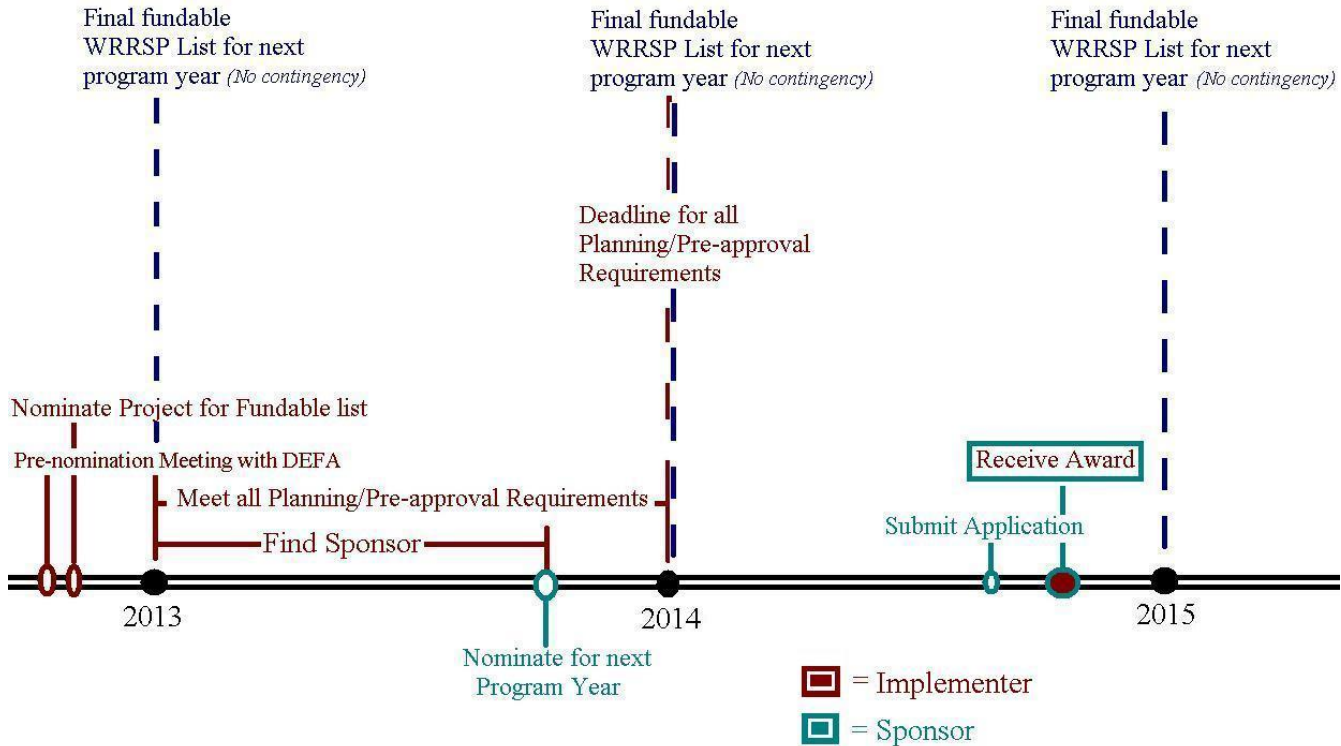 Final fundable
WRRSP List for next
program year (No contingency)
Final fundable
WRRSP List for next
program year (No contingency)
Final fundable
WRRSP List for next
program year (No contingency)
Deadline for all
Planning/Pre-approval
Requirements
Nominate Project for Fundable list
Pre-nomination Meeting with DEFA
Meet all Planning/Pre-approval Requirements
Find Sponsor
Receive Award
Submit Application
2013
2014
2015
Nominate for next
Program Year
= Implementer
= Sponsor